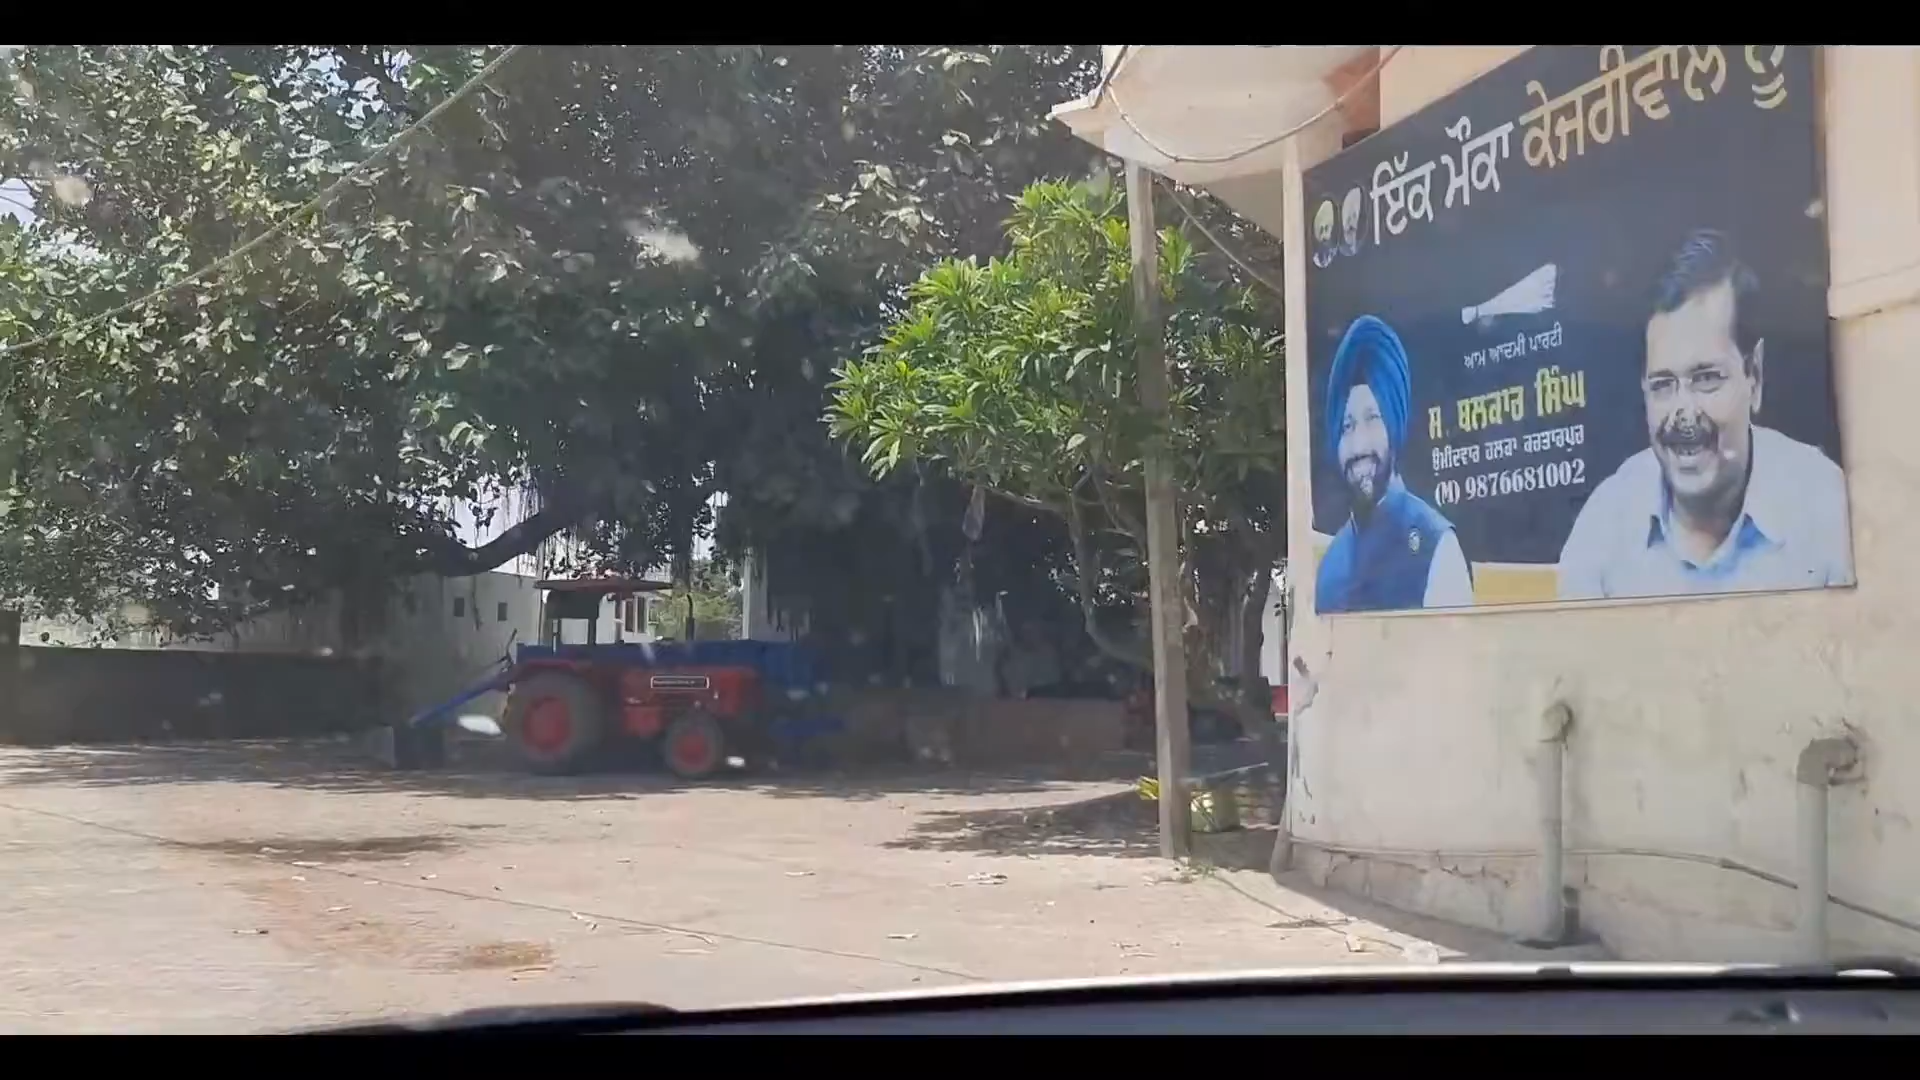 ਇੱਕ ਮੌਕਾ ਕੇਜਰੀਵਾਲ ਨੂੰ
ਆਮ ਆਦਮੀ ਪਾਰਟੀ
ਸ. ਬਲਕਾਰ ਸਿੰਘ
ਉਮੀਦਵਾਰ ਹਲਕਾ ਕਰਤਾਰਪੁਰ
(M) 9876681002